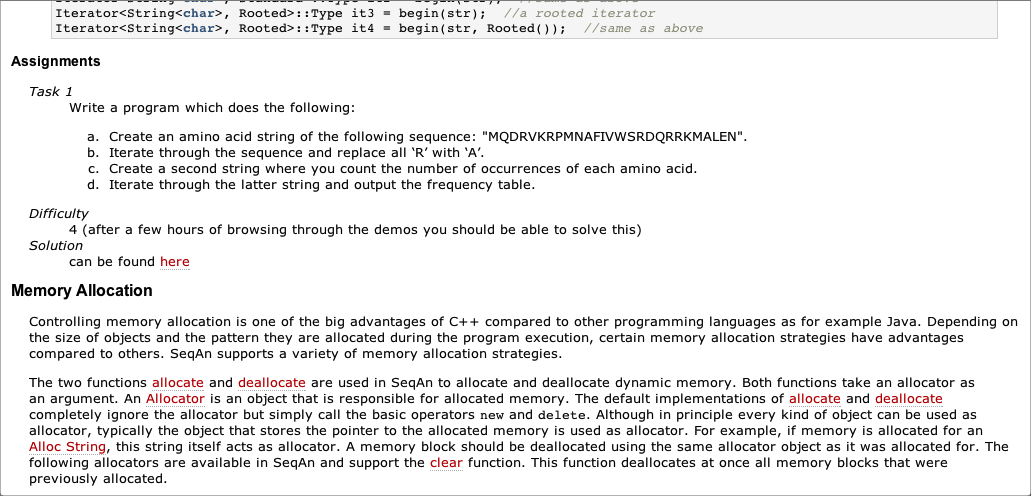 Iterator<String<char>, Rooted>::Type it3 = begin(str);  //a rooted iterator
Iterator<String<char>, Rooted>::Type it4 = begin(str, Rooted());  //same as above
Assignments
Task 1
Write a program which does the following:
a. Create an amino acid string of the following sequence: "MQDRVKRPMNAFIVWSRDQRRKMALEN".
b. Iterate through the sequence and replace all ‘R’ with ‘A’.
c. Create a second string where you count the number of occurrences of each amino acid.
d. Iterate through the latter string and output the frequency table.
Difficulty
4 (after a few hours of browsing through the demos you should be able to solve this)
Solution
can be found here
Memory Allocation
Controlling memory allocation is one of the big advantages of C++ compared to other programming languages as for example Java. Depending on
the size of objects and the pattern they are allocated during the program execution, certain memory allocation strategies have advantages
compared to others. SeqAn supports a variety of memory allocation strategies.
The two functions allocate and deallocate are used in SeqAn to allocate and deallocate dynamic memory. Both functions take an allocator as
an argument. An Allocator is an object that is responsible for allocated memory. The default implementations of allocate and deallocate
completely ignore the allocator but simply call the basic operators new and delete. Although in principle every kind of object can be used as
allocator, typically the object that stores the pointer to the allocated memory is used as allocator. For example, if memory is allocated for an
Alloc String, this string itself acts as allocator. A memory block should be deallocated using the same allocator object as it was allocated for. The
following allocators are available in SeqAn and support the clear function. This function deallocates at once all memory blocks that were
previously allocated.